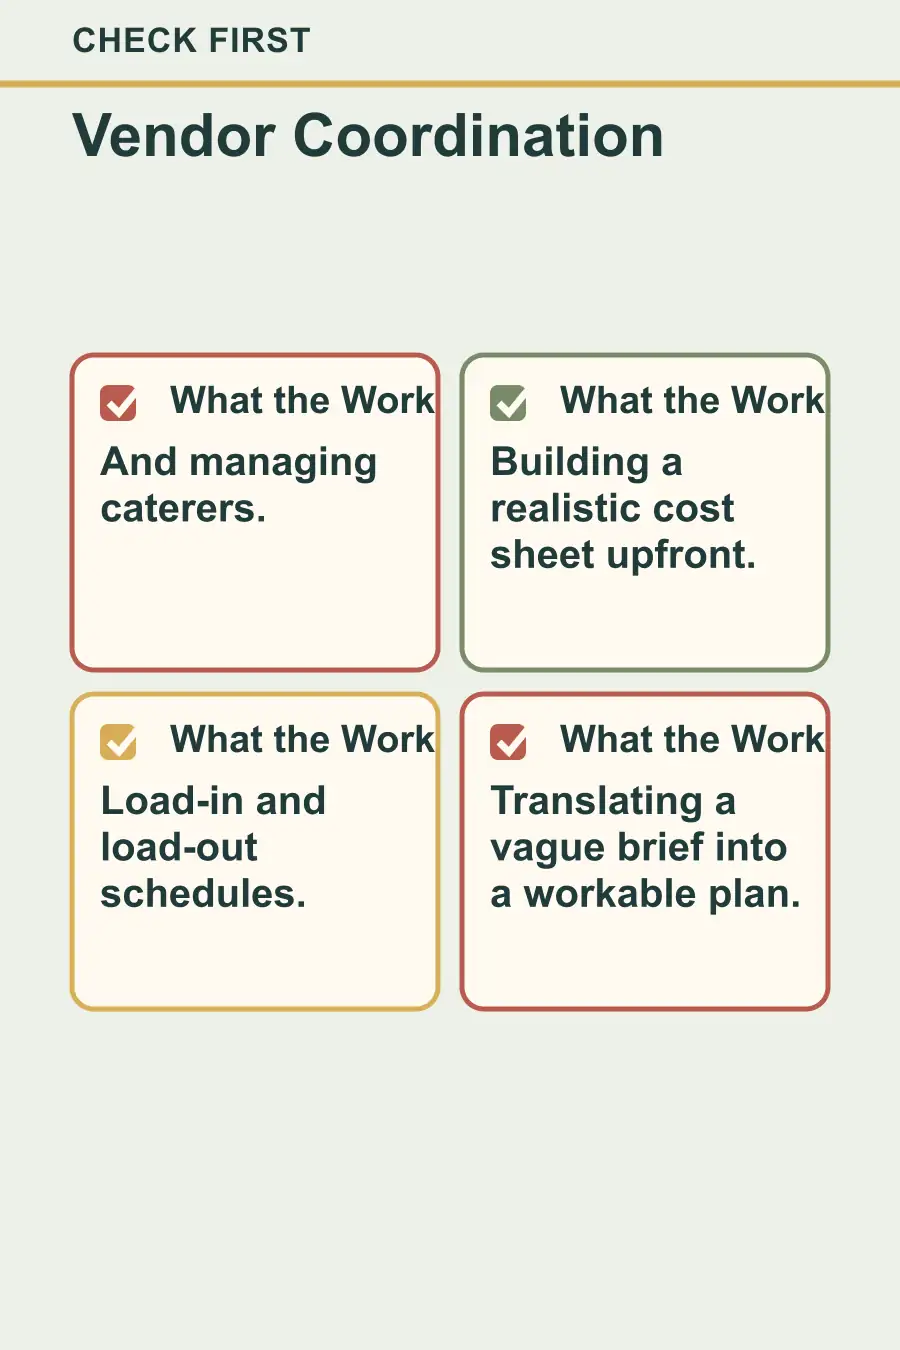 CHECK FIRST
Vendor Coordination
What the Work
And managing
caterers.
What the Work
Building a
realistic cost
sheet upfront.
What the Work
Load-in and
load-out
schedules.
What the Work
Translating a
vague brief into
a workable plan.